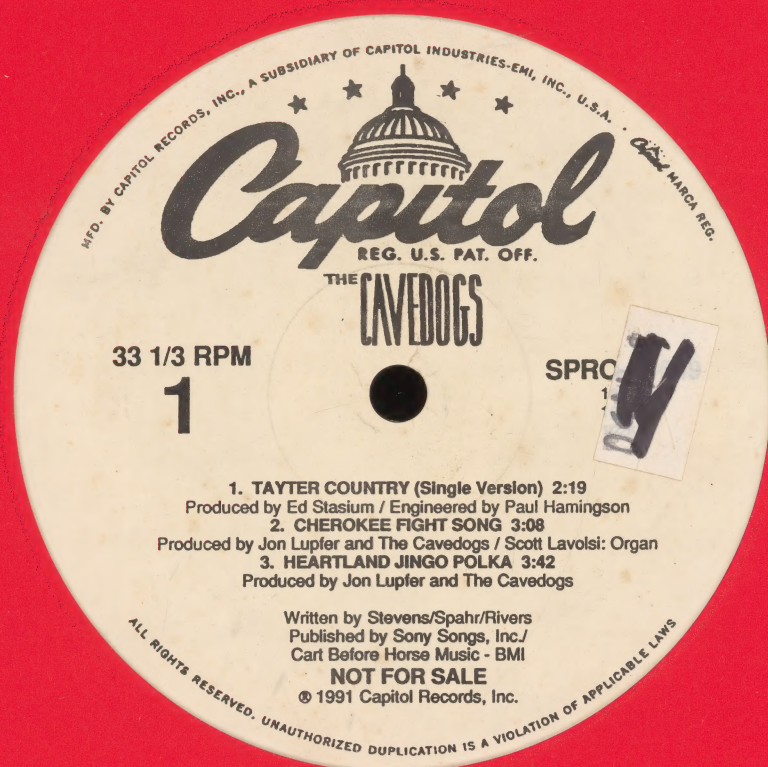 MFD. BY CAPITOL RECORDS, INC., A SUBSIDIARY OF CAPITOL INDUSTRIES-EMI, INC., U.S.A. . Capitol MARCA REG.
Capitol
REG. U.S. PAT. OFF.
THE CAVEDOGS
33 1/3 RPM
1
SPRO
1. TAYTER COUNTRY (Single Version) 2:19
Produced by Ed Stasium / Engineered by Paul Hamingson
2. CHEROKEE FIGHT SONG 3:08
Produced by Jon Lupfer and The Cavedogs / Scott Lavolsi: Organ
3. HEARTLAND JINGO POLKA 3:42
Produced by Jon Lupfer and The Cavedogs
Written by Stevens/Spahr/Rivers
Published by Sony Songs, Inc./
Cart Before Horse Music - BMI
NOT FOR SALE
℗ 1991 Capitol Records, Inc.
ALL RIGHTS RESERVED. UNAUTHORIZED DUPLICATION IS A VIOLATION OF APPLICABLE LAWS